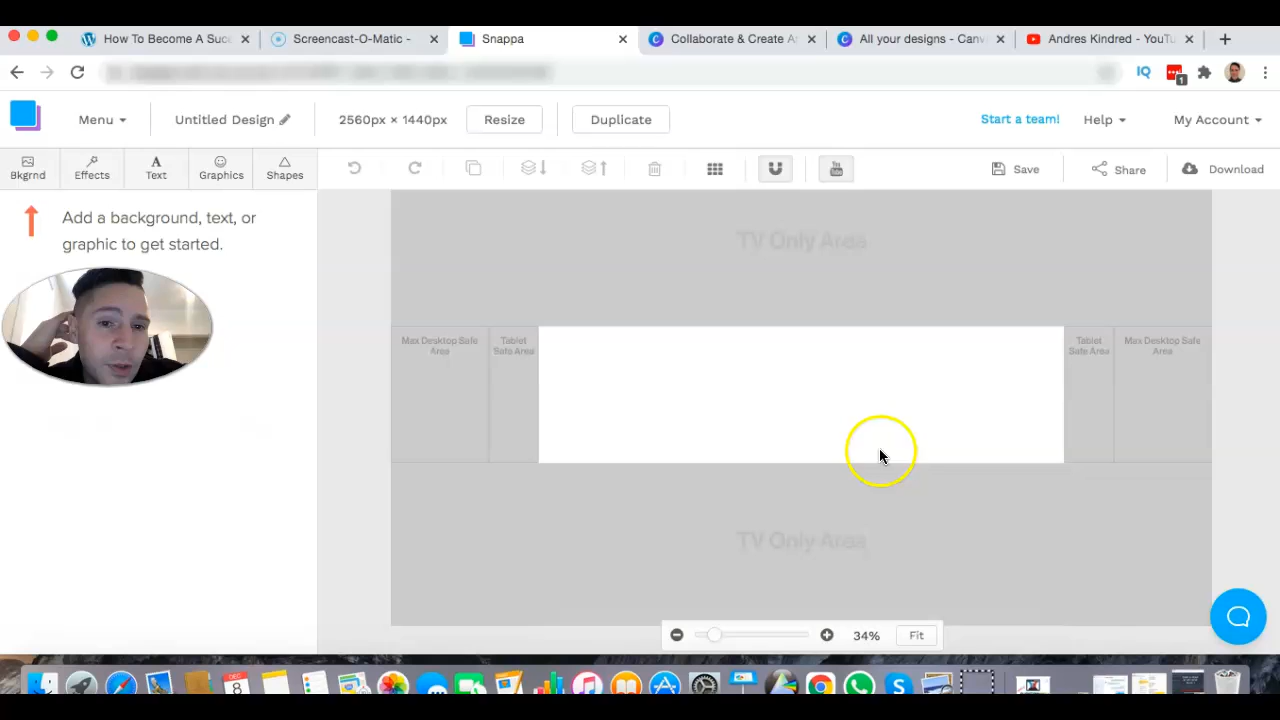 How To Become A Suc
Screencast-O-Matic -
Snappa
Collaborate & Create A
All your designs - Canv
Andres Kindred - YouTu
IQ
1
Menu
Untitled Design
2560px × 1440px
Resize
Duplicate
Start a team!
Help
My Account
Bkgrnd
Effects
Text
Graphics
Shapes
Save
Share
Download
Add a background, text, or
graphic to get started.
TV Only Area
Max Desktop Safe
Area
Tablet
Safe Area
Tablet
Safe Area
Max Desktop Safe
Area
TV Only Area
34%
Fit
DEC
8